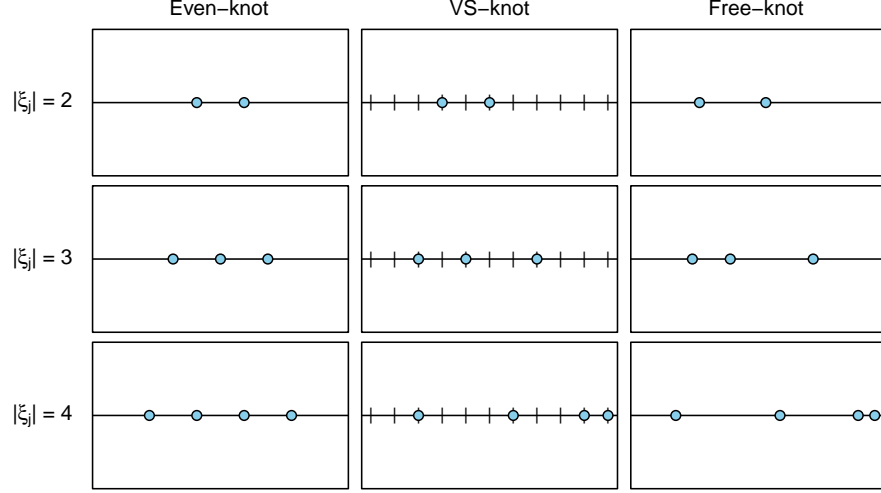 Even−knot VS−knot Free−knot
|ξj| = 2
|ξj| = 3
|ξj| = 4